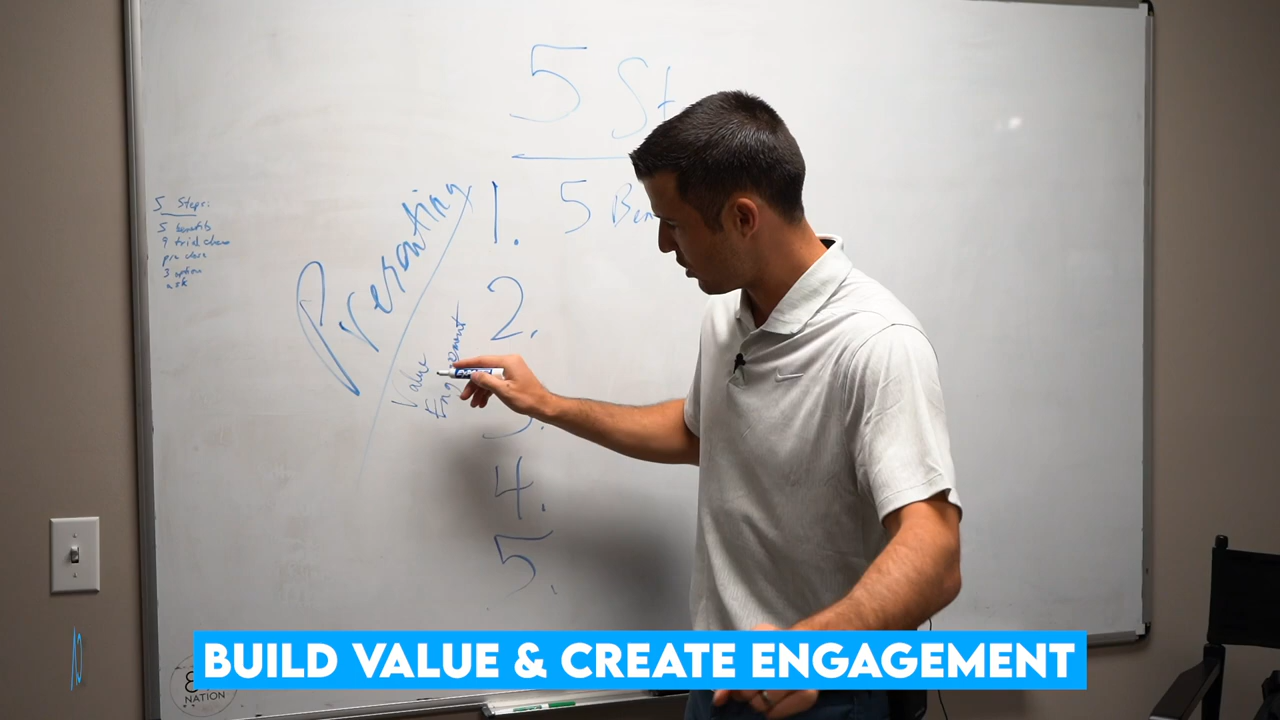 5 St
1. 5 Ben
2.
3.
4.
5.
Presenting
Value
Engagement
5 Steps:
5 benefits
9 trial close
pre close
3 option
ask
BUILD VALUE & CREATE ENGAGEMENT
NATION